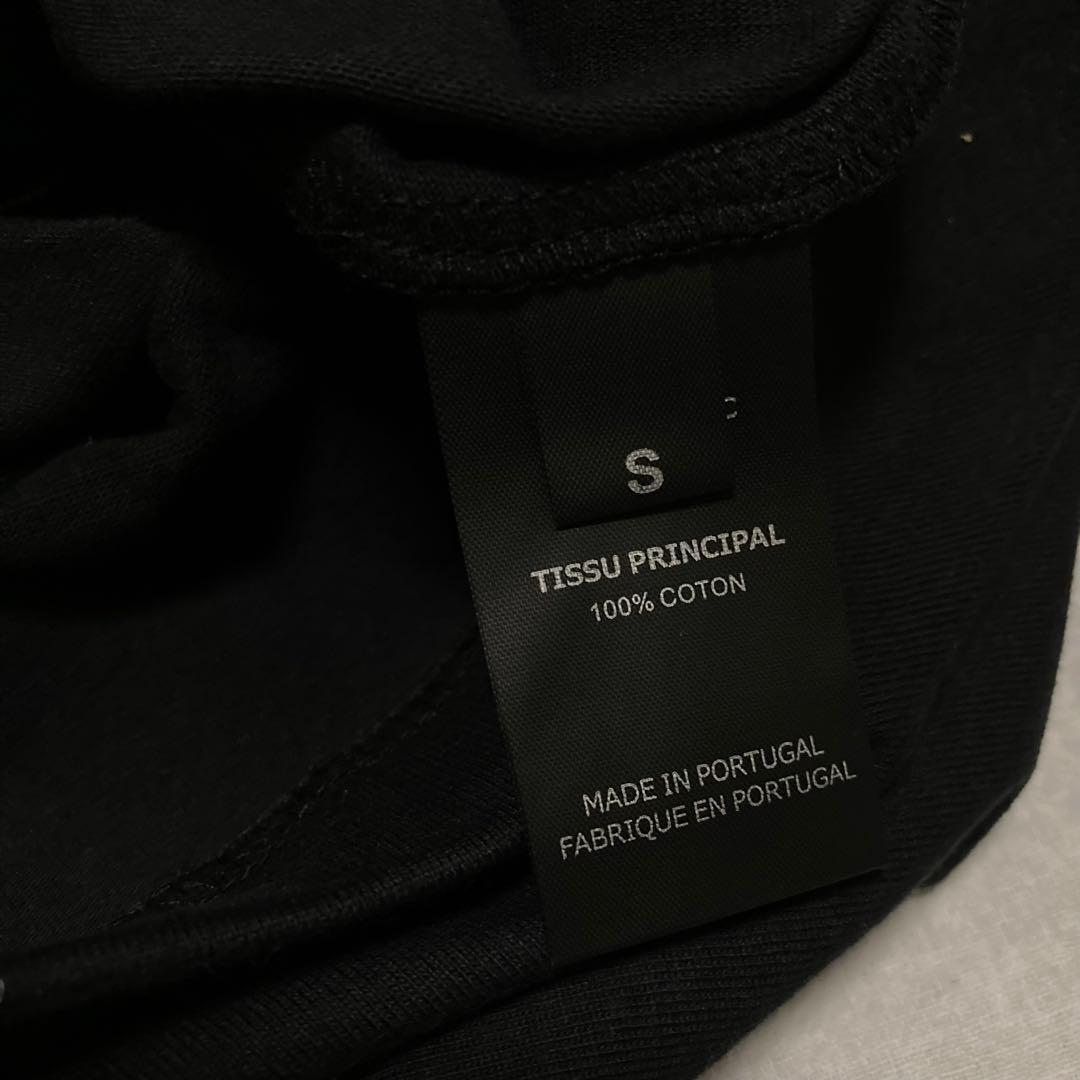 S
TISSU PRINCIPAL
100% COTON
MADE IN PORTUGAL
FABRIQUE EN PORTUGAL